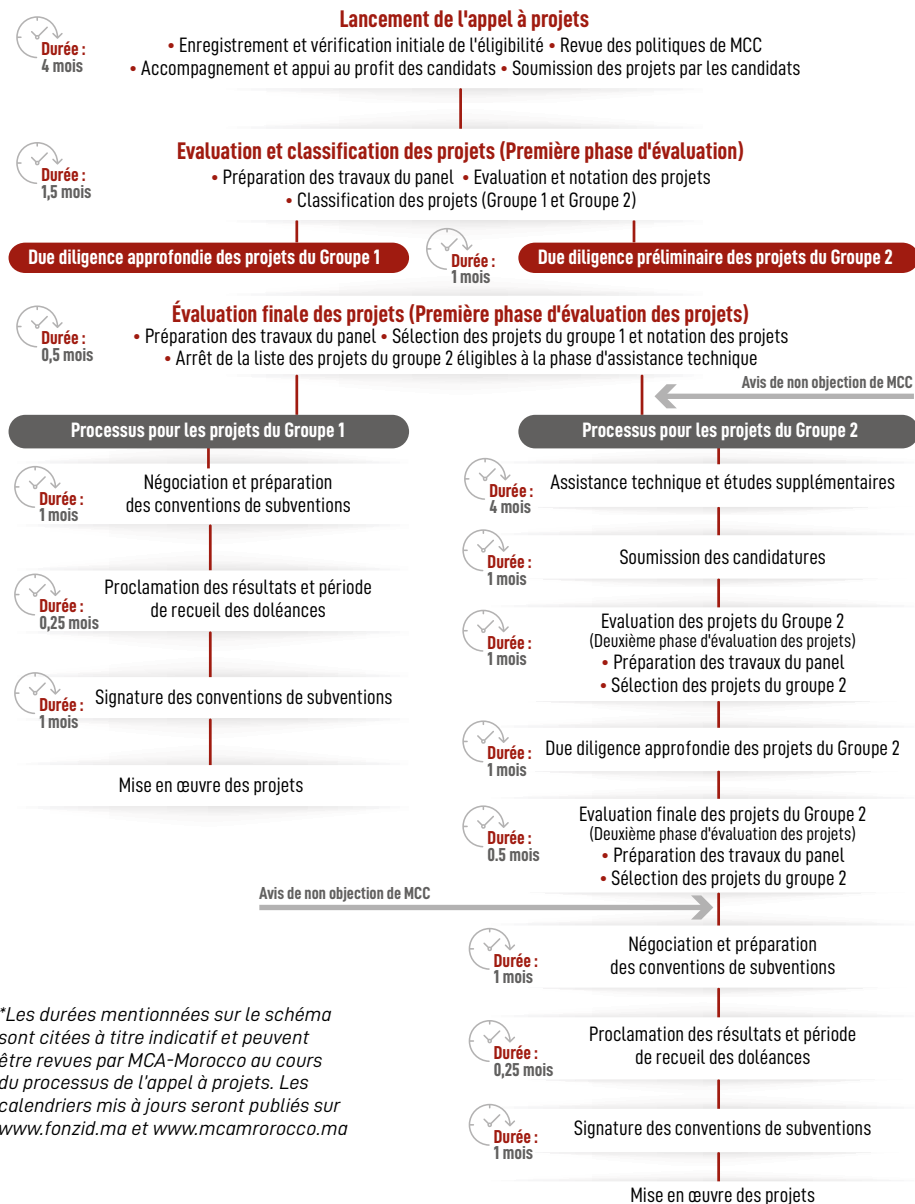 Lancement de l'appel à projets
Durée :
4 mois
• Enregistrement et vérification initiale de l'éligibilité • Revue des politiques de MCC
• Accompagnement et appui au profit des candidats • Soumission des projets par les candidats
Evaluation et classification des projets (Première phase d'évaluation)
Durée :
1,5 mois
• Préparation des travaux du panel • Evaluation et notation des projets
• Classification des projets (Groupe 1 et Groupe 2)
Due diligence approfondie des projets du Groupe 1
Durée :
1 mois
Due diligence préliminaire des projets du Groupe 2
Évaluation finale des projets (Première phase d'évaluation des projets)
Durée :
0,5 mois
• Préparation des travaux du panel • Sélection des projets du groupe 1 et notation des projets
• Arrêt de la liste des projets du groupe 2 éligibles à la phase d'assistance technique
Avis de non objection de MCC
Processus pour les projets du Groupe 1
Durée :
1 mois
Négociation et préparation
des conventions de subventions
Durée :
0,25 mois
Proclamation des résultats et période
de recueil des doléances
Durée :
1 mois
Signature des conventions de subventions
Mise en œuvre des projets
Processus pour les projets du Groupe 2
Durée :
4 mois
Assistance technique et études supplémentaires
Durée :
1 mois
Soumission des candidatures
Durée :
1 mois
Evaluation des projets du Groupe 2
(Deuxième phase d'évaluation des projets)
• Préparation des travaux du panel
• Sélection des projets du groupe 2
Durée :
1 mois
Due diligence approfondie des projets du Groupe 2
Durée :
0.5 mois
Evaluation finale des projets du Groupe 2
(Deuxième phase d'évaluation des projets)
• Préparation des travaux du panel
• Sélection des projets du groupe 2
Avis de non objection de MCC
Durée :
1 mois
Négociation et préparation
des conventions de subventions
Durée :
0,25 mois
Proclamation des résultats et période
de recueil des doléances
Durée :
1 mois
Signature des conventions de subventions
Mise en œuvre des projets
*Les durées mentionnées sur le schéma
sont citées à titre indicatif et peuvent
être revues par MCA-Morocco au cours
du processus de l'appel à projets. Les
calendriers mis à jours seront publiés sur
www.fonzid.ma et www.mcamrorocco.ma